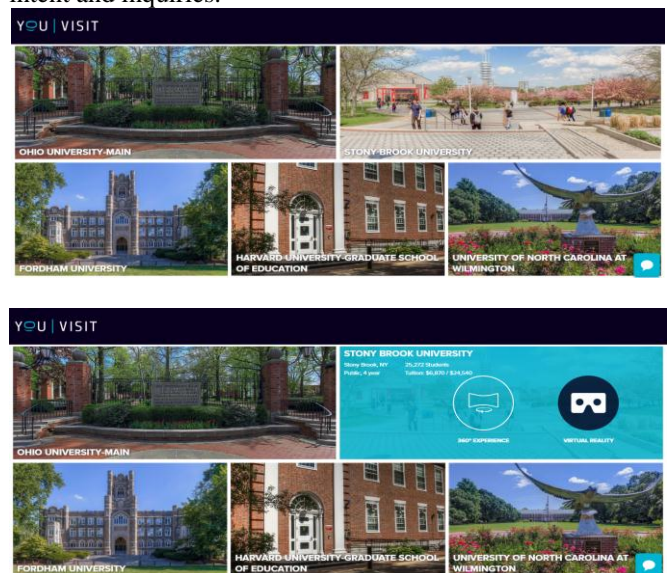 intent and inquiries.
YOU | VISIT
OHIO UNIVERSITY-MAIN
STONY BROOK UNIVERSITY
FORDHAM UNIVERSITY
HARVARD UNIVERSITY-GRADUATE SCHOOL
OF EDUCATION
UNIVERSITY OF NORTH CAROLINA AT
WILMINGTON
YOU | VISIT
OHIO UNIVERSITY-MAIN
STONY BROOK UNIVERSITY
Stony Brook, NY 25,272 Students
Public, 4 year Tuition: $6,870 / $24,540
360° EXPERIENCE
VIRTUAL REALITY
FORDHAM UNIVERSITY
HARVARD UNIVERSITY-GRADUATE SCHOOL
OF EDUCATION
UNIVERSITY OF NORTH CAROLINA AT
WILMINGTON